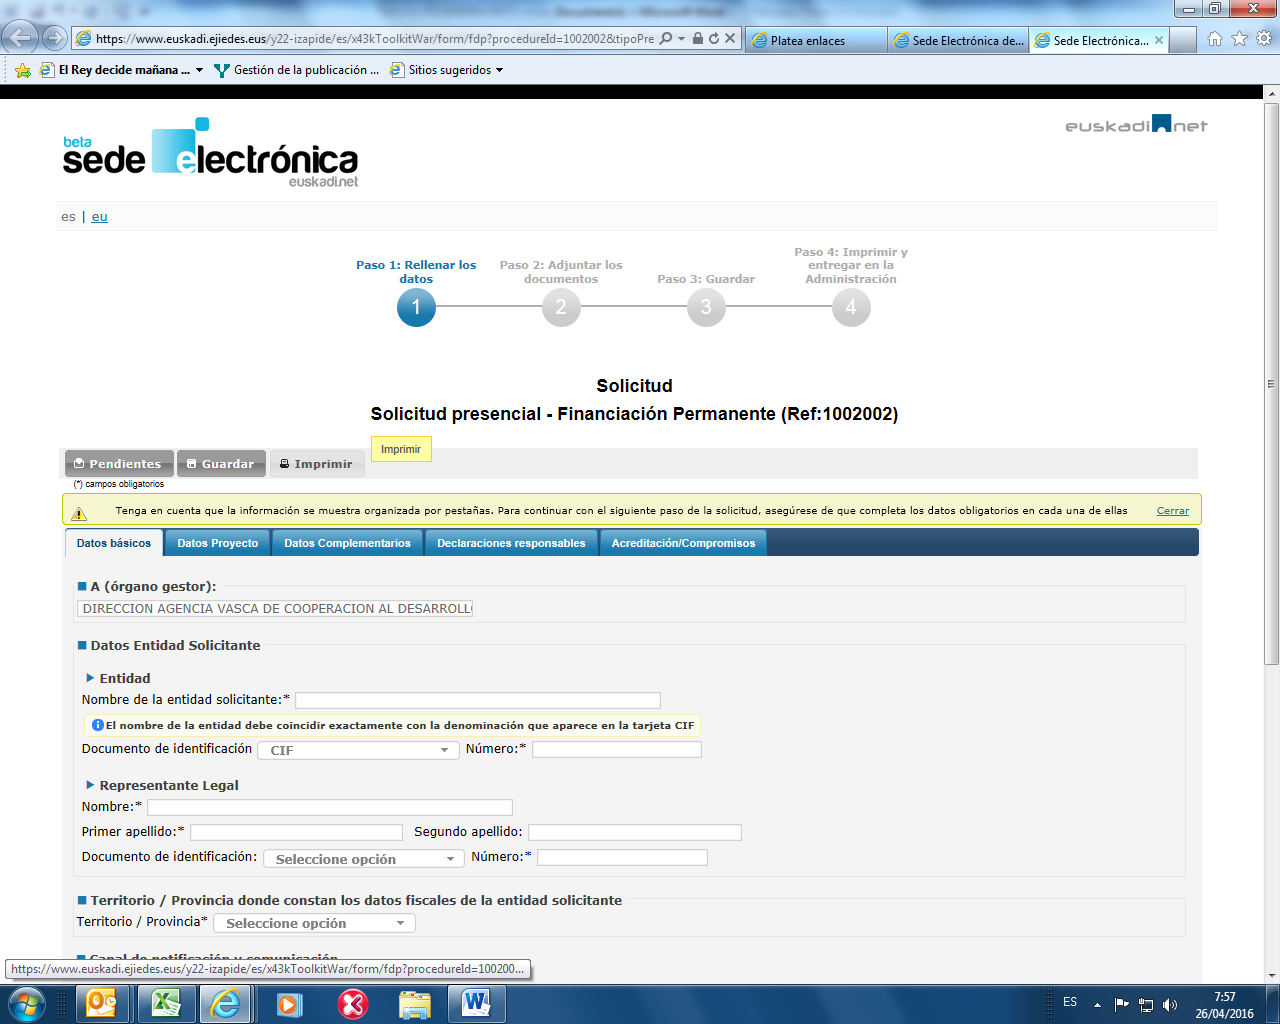 https://www.euskadi.ejiedes.eus/y22-izapide/es/x43kToolkitWar/form/fdp?procedureId=1002002&tipoPre
Platea enlaces
Sede Electrónica de...
Sede Electrónica...
El Rey decide mañana ...
Gestión de la publicación ...
Sitios sugeridos
beta
sede electrónica
euskadi.net
euskadi net
es | eu
Paso 1: Rellenar los datos
Paso 2: Adjuntar los documentos
Paso 3: Guardar
Paso 4: Imprimir y entregar en la Administración
1
2
3
4
Solicitud
Solicitud presencial - Financiación Permanente (Ref:1002002)
Imprimir
Pendientes
Guardar
Imprimir
(*) campos obligatorios
Tenga en cuenta que la información se muestra organizada por pestañas. Para continuar con el siguiente paso de la solicitud, asegúrese de que completa los datos obligatorios en cada una de ellas
Cerrar
Datos básicos
Datos Proyecto
Datos Complementarios
Declaraciones responsables
Acreditación/Compromisos
A (órgano gestor):
DIRECCION AGENCIA VASCA DE COOPERACION AL DESARROLL
Datos Entidad Solicitante
Entidad
Nombre de la entidad solicitante:*
El nombre de la entidad debe coincidir exactamente con la denominación que aparece en la tarjeta CIF
Documento de identificación CIF Número:*
Representante Legal
Nombre:*
Primer apellido:* Segundo apellido:
Documento de identificación: Seleccione opción Número:*
Territorio / Provincia donde constan los datos fiscales de la entidad solicitante
Territorio / Provincia* Seleccione opción
Canal de notificación y comunicación
https://www.euskadi.ejiedes.eus/y22-izapide/es/x43kToolkitWar/form/fdp?procedureId=100200...
ES
7:57
26/04/2016